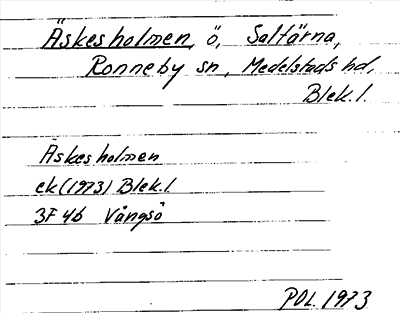 Äskesholmen, ö, Saltärna,
Ronneby sn, Medelstads hd,
Blek. l.
Äskesholmen
ek (1973) Blek. l.
3F 4b Vångsö
POL. 1973